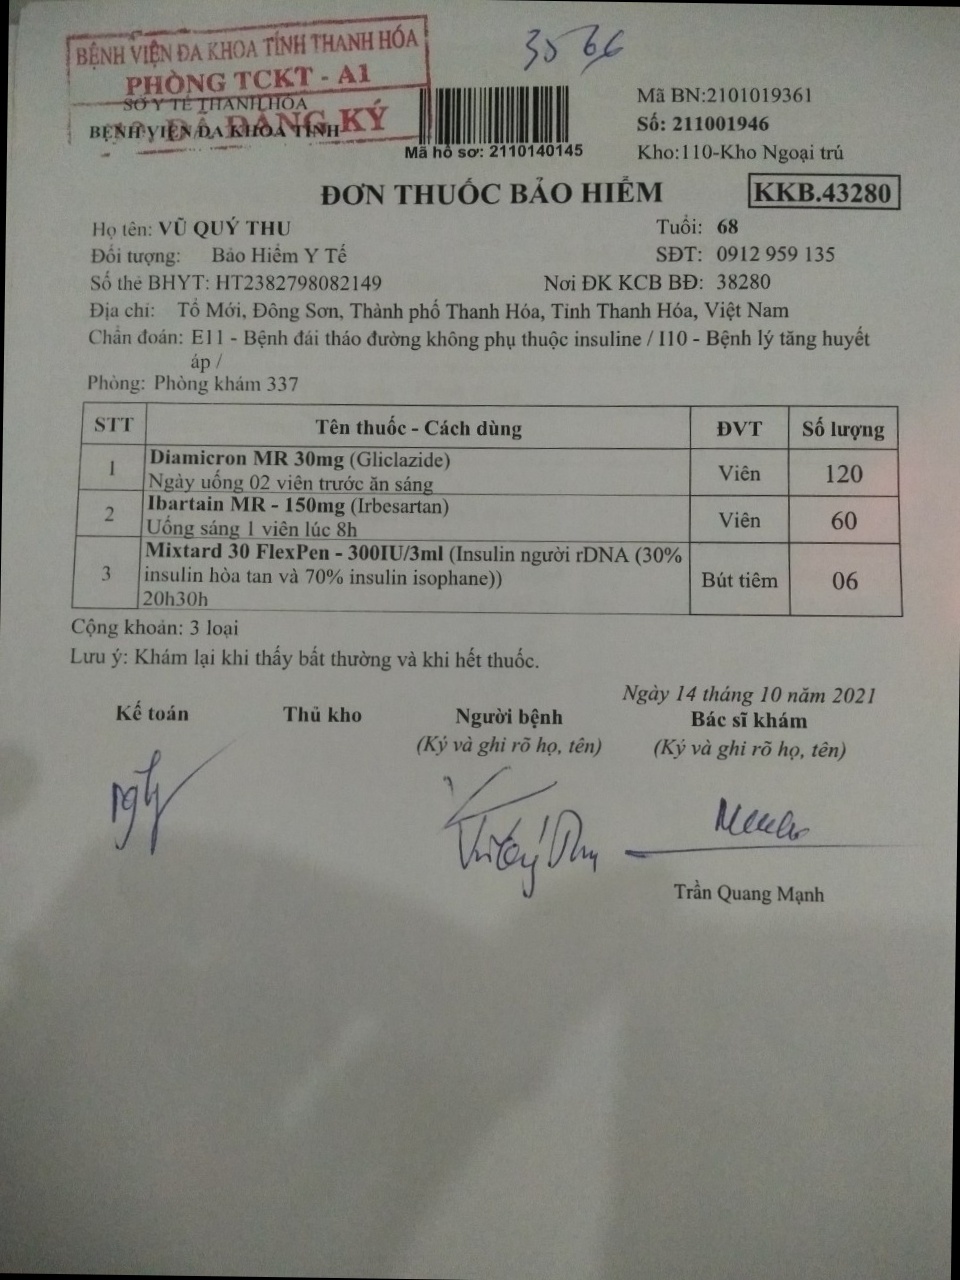 BỆNH VIỆN ĐA KHOA TỈNH THANH HÓA
PHÒNG TCKT - A1
ĐÃ ĐĂNG KÝ
3566
SỞ Y TẾ THANH HÓA
BỆNH VIỆN ĐA KHOA TỈNH
Mã hồ sơ: 2110140145
Mã BN:2101019361
Số: 211001946
Kho:110-Kho Ngoại trú
ĐƠN THUỐC BẢO HIỂM
KKB.43280
Họ tên: VŨ QUÝ THU Tuổi: 68
Đối tượng: Bảo Hiểm Y Tế SĐT: 0912 959 135
Số thẻ BHYT: HT2382798082149 Nơi ĐK KCB BĐ: 38280
Địa chỉ: Tổ Mới, Đông Sơn, Thành phố Thanh Hóa, Tỉnh Thanh Hóa, Việt Nam
Chẩn đoán: E11 - Bệnh đái tháo đường không phụ thuộc insuline / I10 - Bệnh lý tăng huyết
áp /
Phòng: Phòng khám 337
STT Tên thuốc - Cách dùng ĐVT Số lượng
1 Diamicron MR 30mg (Gliclazide) Viên 120
Ngày uống 02 viên trước ăn sáng
2 Ibartain MR - 150mg (Irbesartan) Viên 60
Uống sáng 1 viên lúc 8h
3 Mixtard 30 FlexPen - 300IU/3ml (Insulin người rDNA (30%
insulin hòa tan và 70% insulin isophane)) Bút tiêm 06
20h30h
Cộng khoản: 3 loại
Lưu ý: Khám lại khi thấy bất thường và khi hết thuốc.
Ngày 14 tháng 10 năm 2021
Kế toán Thủ kho Người bệnh Bác sĩ khám
(Ký và ghi rõ họ, tên) (Ký và ghi rõ họ, tên)
Trần Quang Mạnh